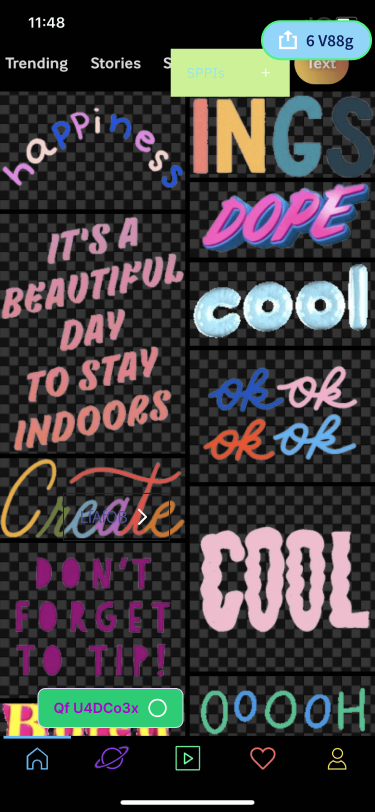 11:48
6 V88g
Trending
Stories
S
SPPIs +
Text
happiness
INGS
DOPE
IT'S A
BEAUTIFUL
DAY
TO STAY
INDOORS
cool
ok ok
ok ok
Create
COOL
DON'T
FORGET
TO TIP!
Qf U4DCo3x
OOOOH